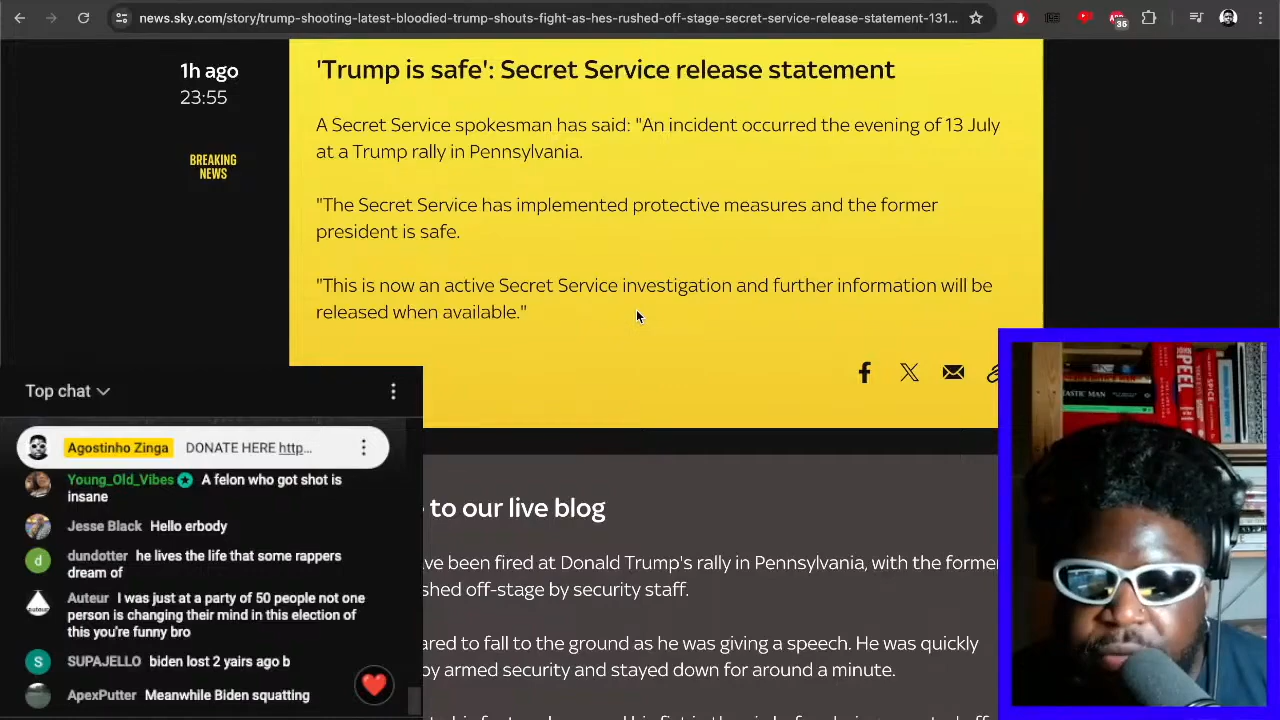 news.sky.com/story/trump-shooting-latest-bloodied-trump-shouts-fight-as-hes-rushed-off-stage-secret-service-release-statement-131...
36
1h ago
23:55
BREAKING
NEWS
'Trump is safe': Secret Service release statement
A Secret Service spokesman has said: "An incident occurred the evening of 13 July
at a Trump rally in Pennsylvania.
"The Secret Service has implemented protective measures and the former
president is safe.
"This is now an active Secret Service investigation and further information will be
released when available."
to our live blog
ve been fired at Donald Trump's rally in Pennsylvania, with the former
shed off-stage by security staff.
ared to fall to the ground as he was giving a speech. He was quickly
by armed security and stayed down for around a minute.
Top chat
Agostinho Zinga DONATE HERE http...
Young_Old_Vibes A felon who got shot is
insane
Jesse Black Hello erbody
dundotter he lives the life that some rappers
dream of
Auteur I was just at a party of 50 people not one
person is changing their mind in this election of
this you're funny bro
SUPAJELLO biden lost 2 yairs ago b
ApexPutter Meanwhile Biden squatting
TASTIC MAN
PEEL
SPICE